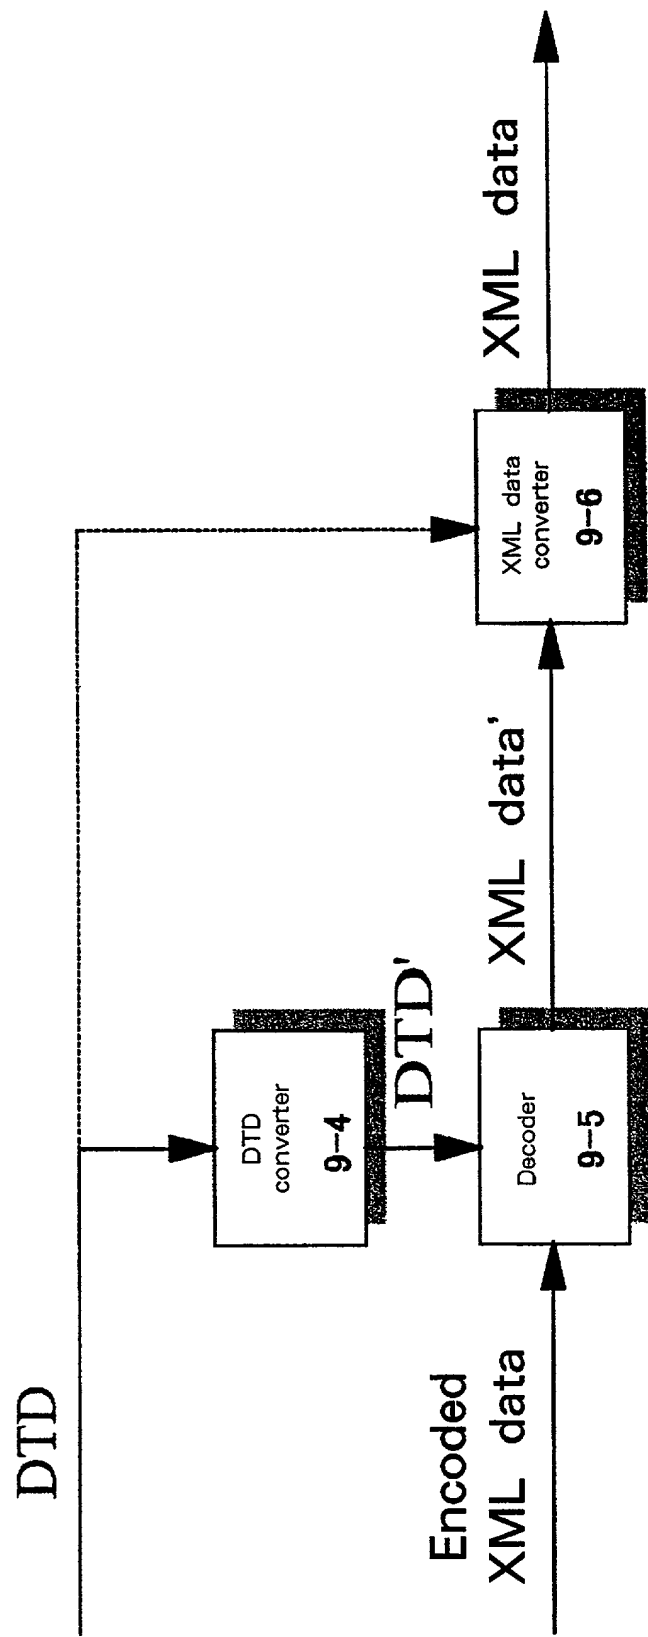 DTD
DTD
converter
9-4
DTD'
Encoded
XML data
Decoder
9-5
XML data'
XML data
converter
9-6
XML data